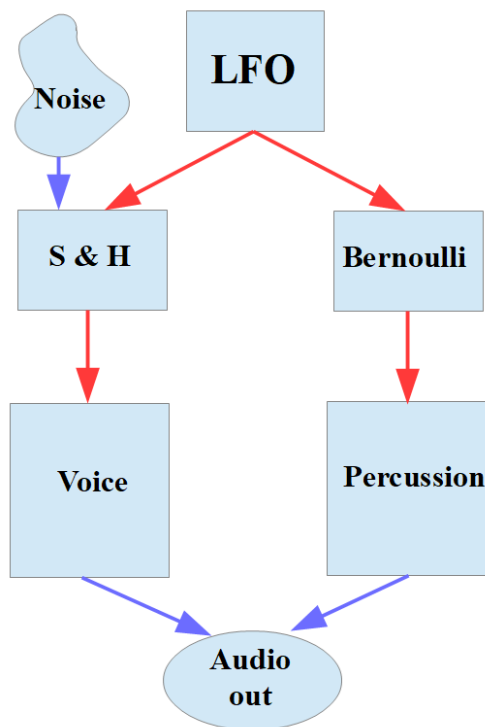 Noise
LFO
S & H
Bernoulli
Voice
Percussion
Audio
out